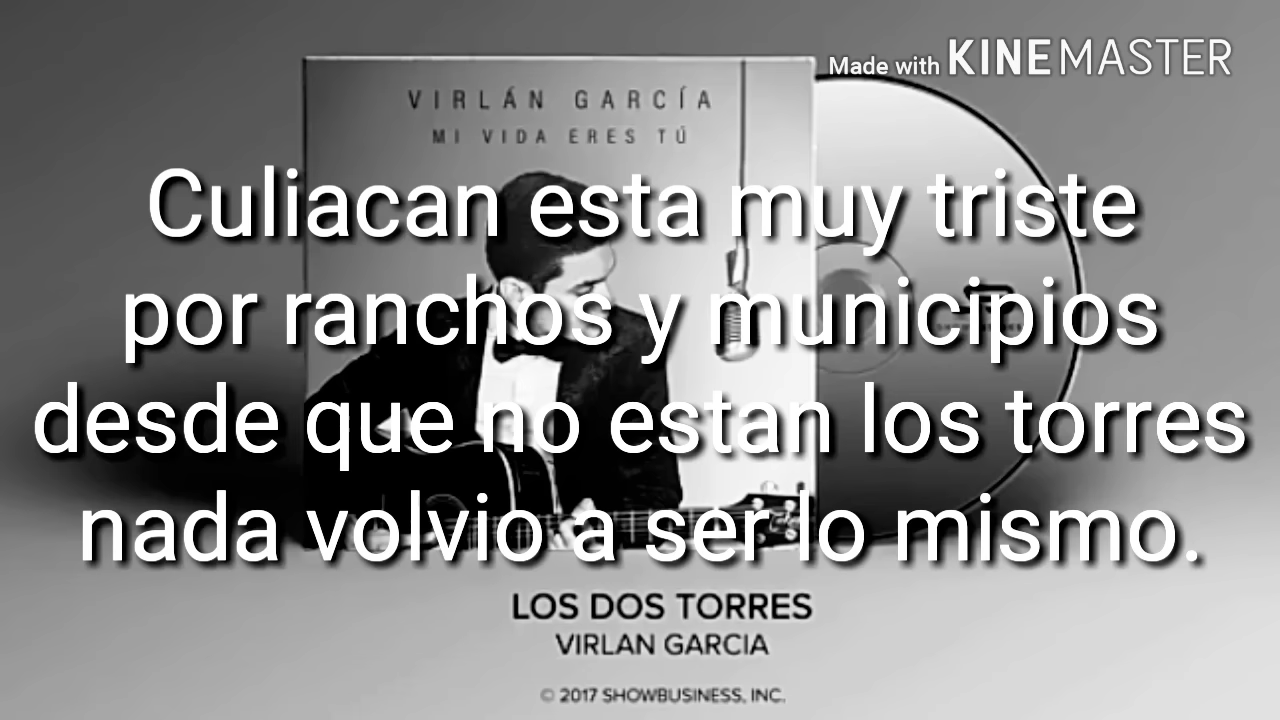 Made with KINEMASTER
VIRLÁN GARCÍA
MI VIDA ERES TÚ
Culiacan esta muy triste
por ranchos y municipios
desde que no estan los torres
nada volvio a ser lo mismo.
LOS DOS TORRES
VIRLAN GARCIA
© 2017 SHOWBUSINESS, INC.